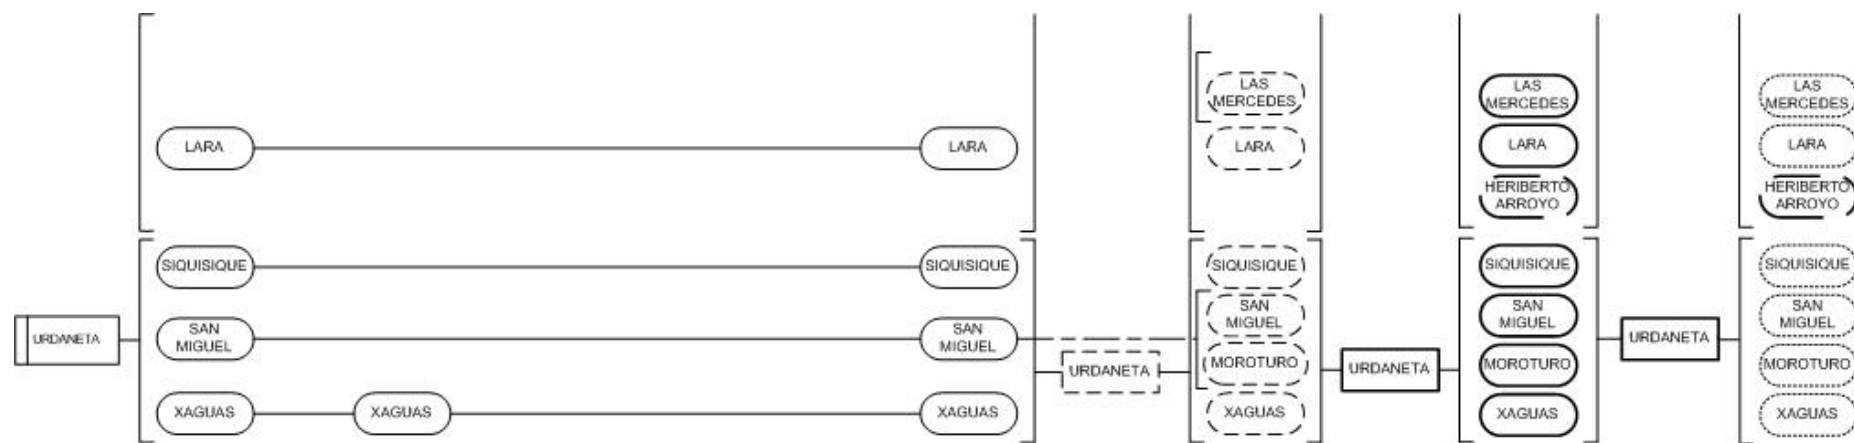 LAS
MERCEDES
LAS
MERCEDES
LAS
MERCEDES
LARA
LARA
LARA
LARA
LARA
HERIBERTO
ARROYO
HERIBERTO
ARROYO
SIQUISIQUE
SIQUISIQUE
SIQUISIQUE
SIQUISIQUE
SIQUISIQUE
URDANETA
SAN
MIGUEL
SAN
MIGUEL
SAN
MIGUEL
SAN
MIGUEL
URDANETA
SAN
MIGUEL
URDANETA
MOROTURO
URDANETA
MOROTURO
MOROTURO
XAGUAS
XAGUAS
XAGUAS
XAGUAS
XAGUAS
XAGUAS